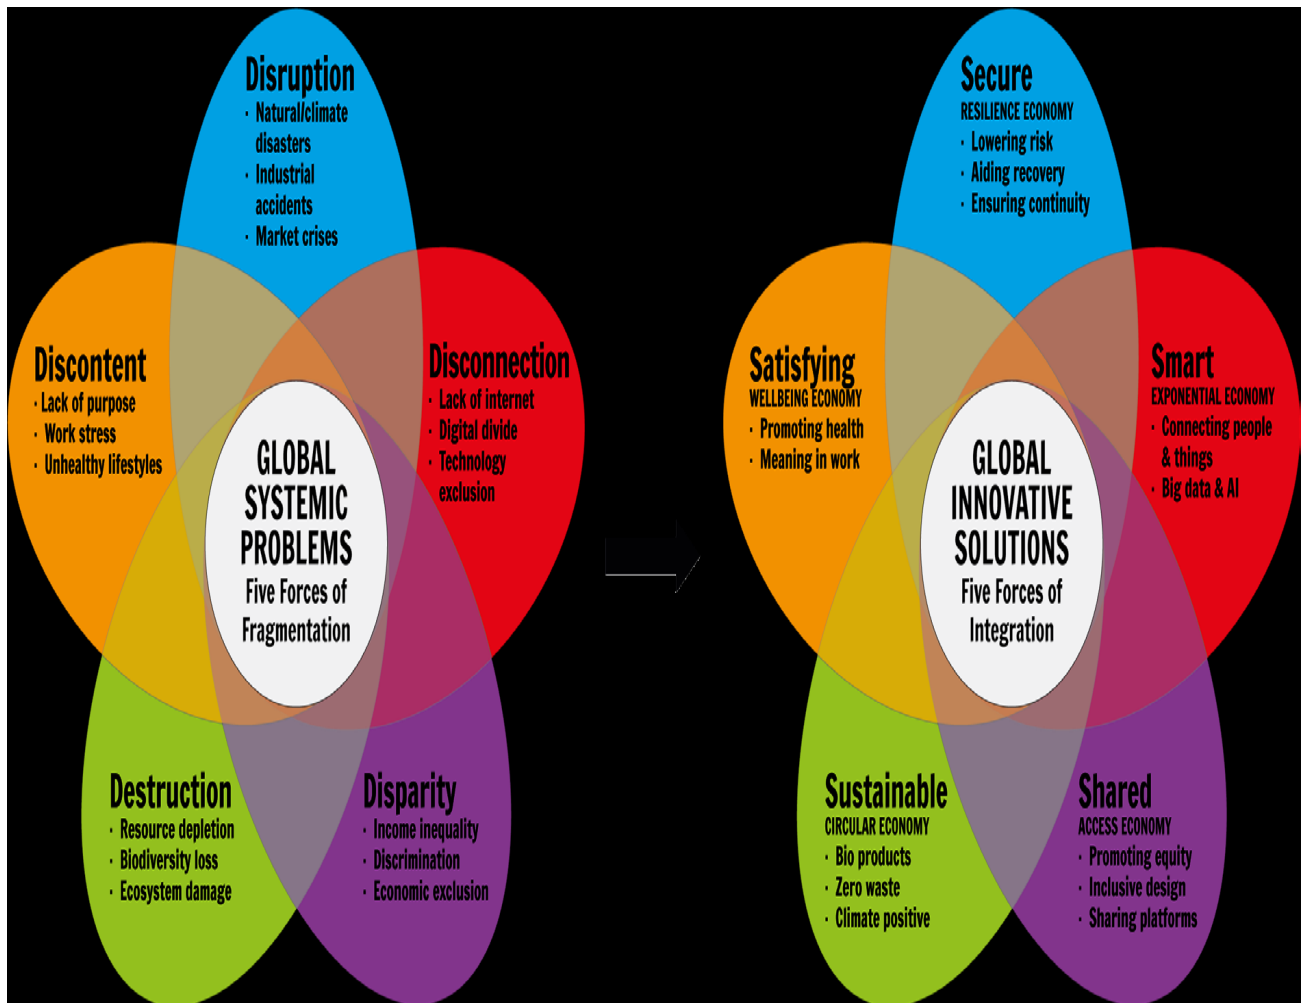 Disruption
· Natural/climate
disasters
· Industrial
accidents
· Market crises
Discontent
· Lack of purpose
· Work stress
· Unhealthy lifestyles
Disconnection
· Lack of internet
· Digital divide
· Technology
exclusion
GLOBAL
SYSTEMIC
PROBLEMS
Five Forces of
Fragmentation
Destruction
· Resource depletion
· Biodiversity loss
· Ecosystem damage
Disparity
· Income inequality
· Discrimination
· Economic exclusion
Secure
RESILIENCE ECONOMY
· Lowering risk
· Aiding recovery
· Ensuring continuity
Satisfying
WELLBEING ECONOMY
· Promoting health
· Meaning in work
Smart
EXPONENTIAL ECONOMY
· Connecting people
& things
· Big data & AI
GLOBAL
INNOVATIVE
SOLUTIONS
Five Forces of
Integration
Sustainable
CIRCULAR ECONOMY
· Bio products
· Zero waste
· Climate positive
Shared
ACCESS ECONOMY
· Promoting equity
· Inclusive design
· Sharing platforms